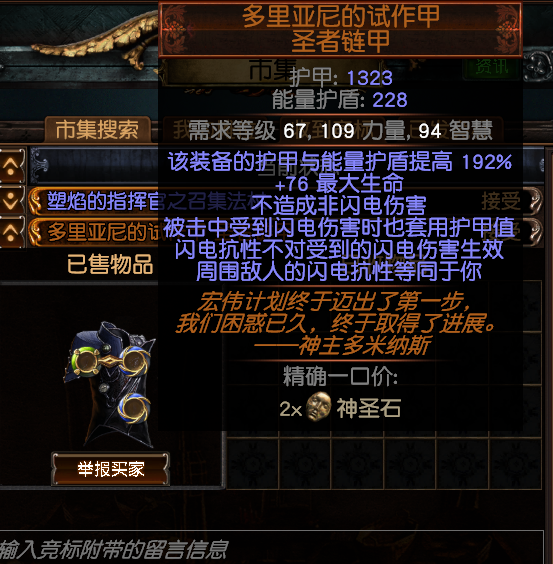 多里亚尼的试作甲
圣者链甲
市集
资讯
护甲: 1323
能量护盾: 228
市集搜索
需求等级 67, 109 力量, 94 智慧
该装备的护甲与能量护盾提高 192%
+76 最大生命
塑焰的指挥官之召集法
不造成非闪电伤害
接受
多里亚尼的试
被击中受到闪电伤害时也套用护甲值
闪电抗性不对受到的闪电伤害生效
已售物品
周围敌人的闪电抗性等同于你
宏伟计划终于迈出了第一步，
我们困惑已久，终于取得了进展。
——神主多米纳斯
精确一口价:
2x 神圣石
举报买家
输入竞标附带的留言信息